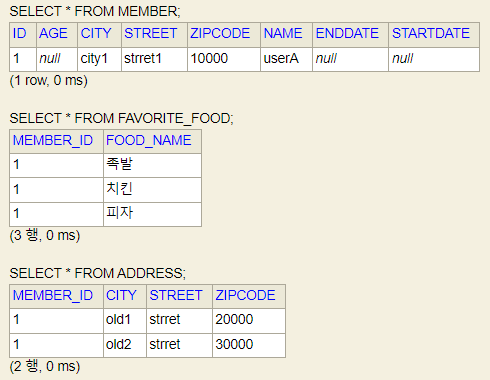 SELECT * FROM MEMBER;
ID AGE CITY STREET ZIPCODE NAME ENDDATE STARTDATE
1 null city1 strret1 10000 userA null null
(1 row, 0 ms)
SELECT * FROM FAVORITE_FOOD;
MEMBER_ID FOOD_NAME
1 족발
1 치킨
1 피자
(3 행, 0 ms)
SELECT * FROM ADDRESS;
MEMBER_ID CITY STREET ZIPCODE
1 old1 strret 20000
1 old2 strret 30000
(2 행, 0 ms)